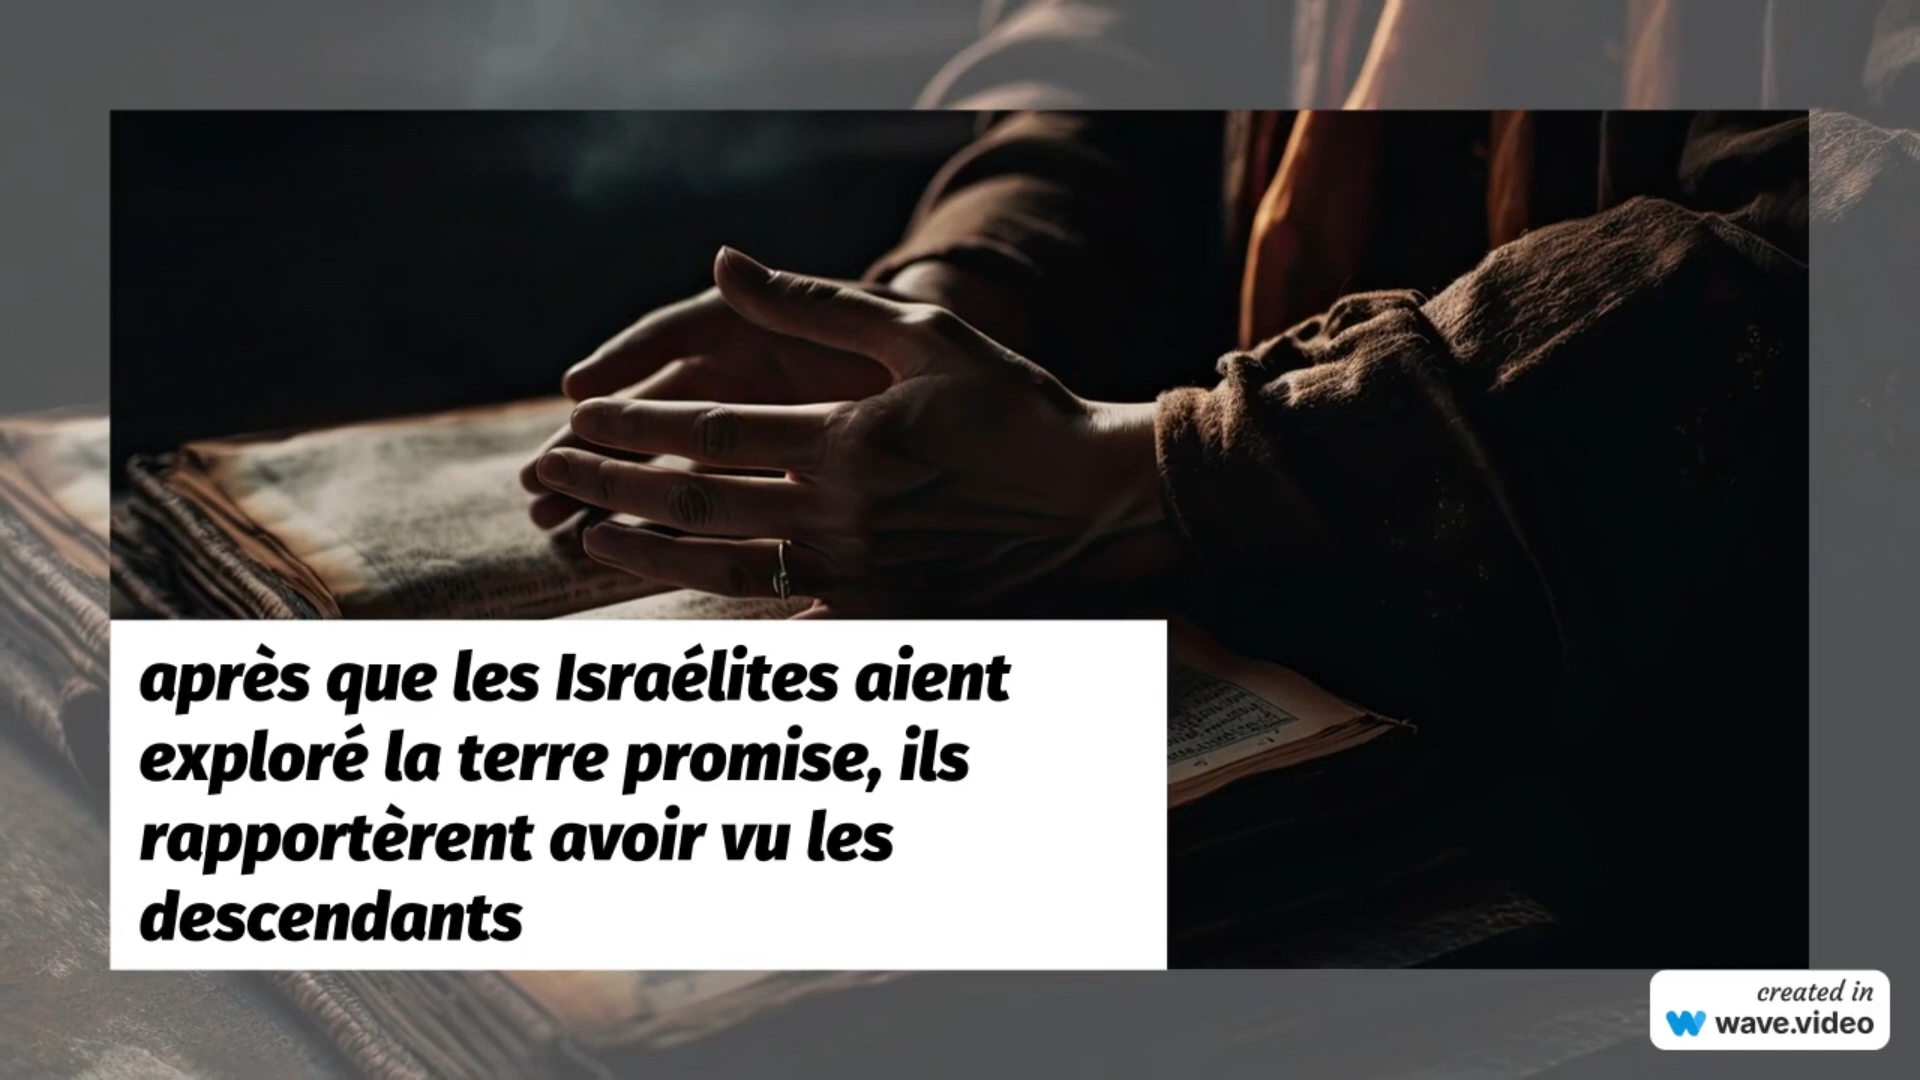 après que les Israélites aient
exploré la terre promise, ils
rapportèrent avoir vu les
descendants
created in
wave.video